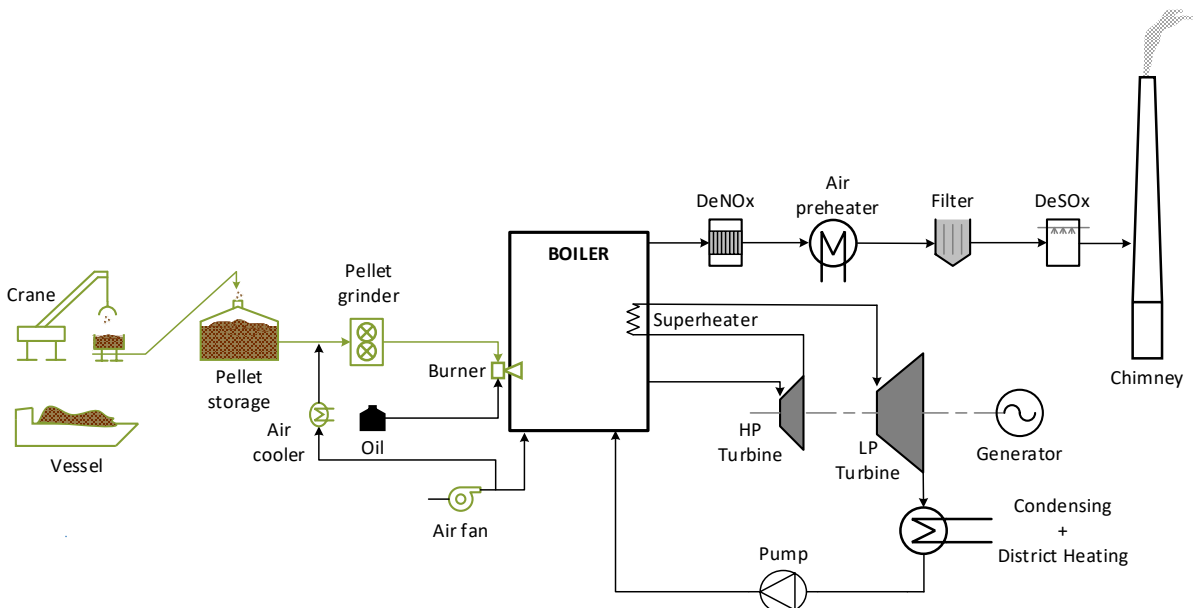 Crane
Vessel
Pellet
storage
Air
cooler
Pellet
grinder
Oil
Burner
Air fan
BOILER
Superheater
DeNOx
Air
preheater
Filter
DeSOx
Chimney
HP
Turbine
LP
Turbine
Generator
Condensing
+
District Heating
Pump